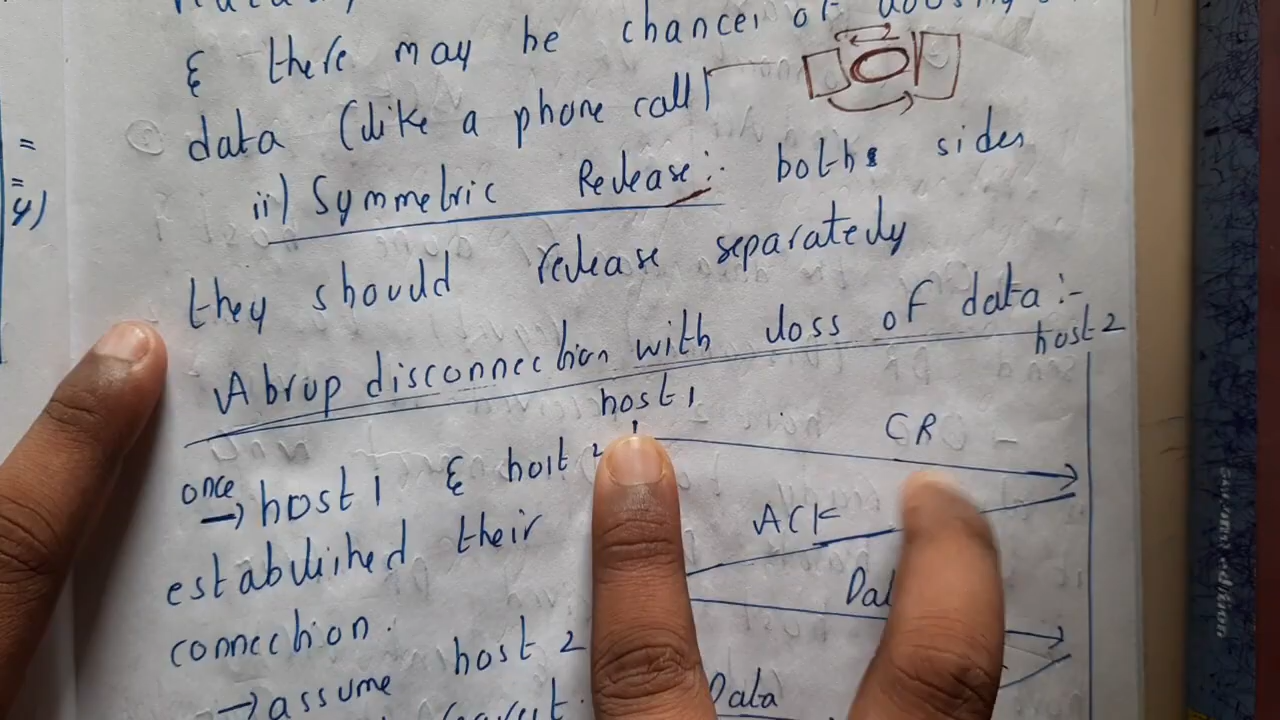 & there may be chances of
data (like a phone call)
ii) Symmetric Release:- both sides
they should release separately
Abrup disconnection with loss of data:-
host 2
host 1
CR
once
→ host 1 & host 2
ACK
established their
Dat
connection.
→ assume host 2
Data
=
=
y)